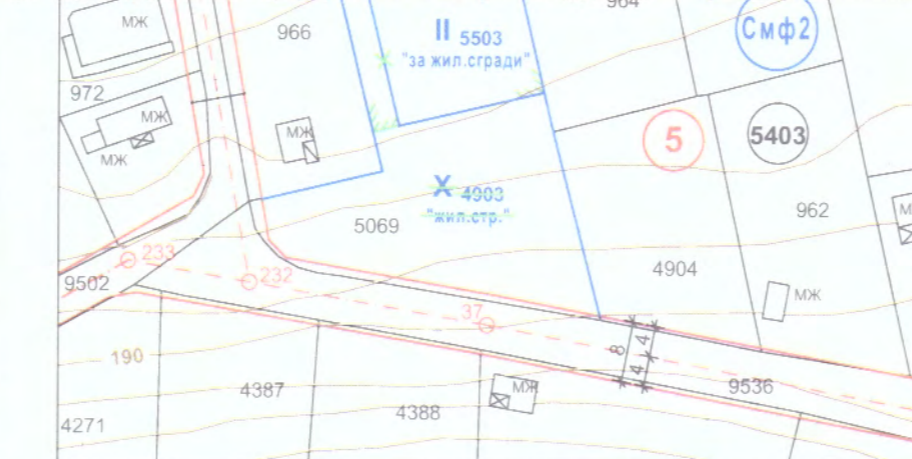 964
МЖ
966
II 5503
"за жил.сгради"
Смф2
972
МЖ
МЖ
МЖ
5
5403
X 4903
"жил.стр."
5069
962
4904
233
232
9502
МЖ
37
190
8
4
4
9536
4387
4388
МЖ
4271